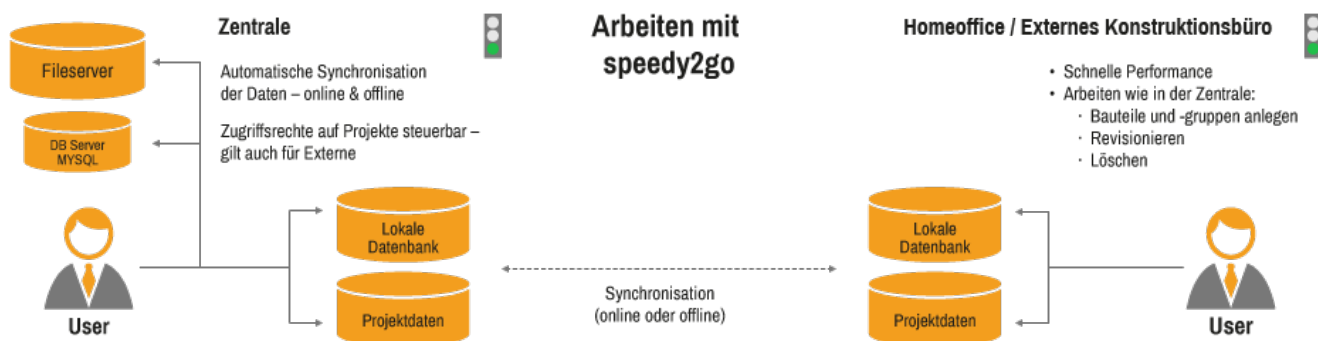 Zentrale
Fileserver
DB Server
MYSQL
Automatische Synchronisation
der Daten – online & offline
Zugriffsrechte auf Projekte steuerbar –
gilt auch für Externe
User
Lokale
Datenbank
Projektdaten
Arbeiten mit
speedy2go
Synchronisation
(online oder offline)
Homeoffice / Externes Konstruktionsbüro
• Schnelle Performance
• Arbeiten wie in der Zentrale:
· Bauteile und -gruppen anlegen
· Revisionieren
· Löschen
Lokale
Datenbank
Projektdaten
User